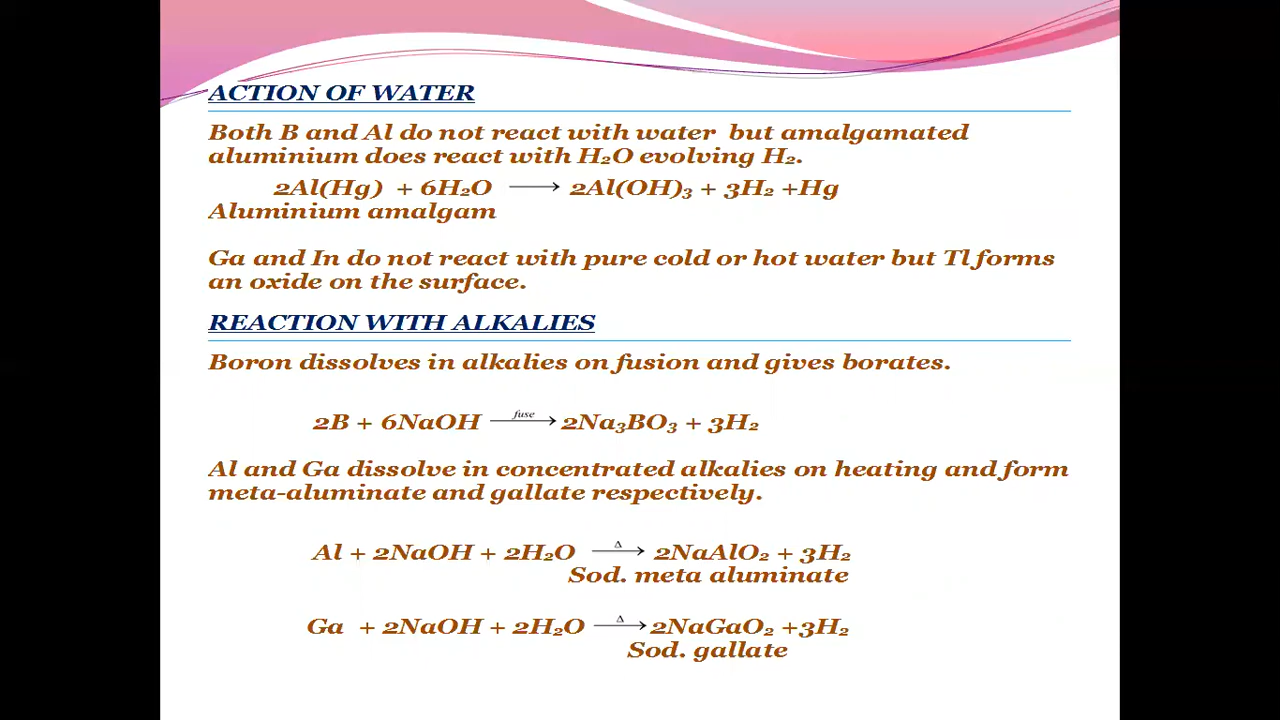 ACTION OF WATER
Both B and Al do not react with water but amalgamated
aluminium does react with H₂O evolving H₂.
2Al(Hg) + 6H₂O ⟶ 2Al(OH)₃ + 3H₂ +Hg
Aluminium amalgam
Ga and In do not react with pure cold or hot water but Tl forms
an oxide on the surface.
REACTION WITH ALKALIES
Boron dissolves in alkalies on fusion and gives borates.
2B + 6NaOH fuse⟶ 2Na₃BO₃ + 3H₂
Al and Ga dissolve in concentrated alkalies on heating and form
meta-aluminate and gallate respectively.
Al + 2NaOH + 2H₂O Δ⟶ 2NaAlO₂ + 3H₂
Sod. meta aluminate
Ga + 2NaOH + 2H₂O Δ⟶ 2NaGaO₂ +3H₂
Sod. gallate